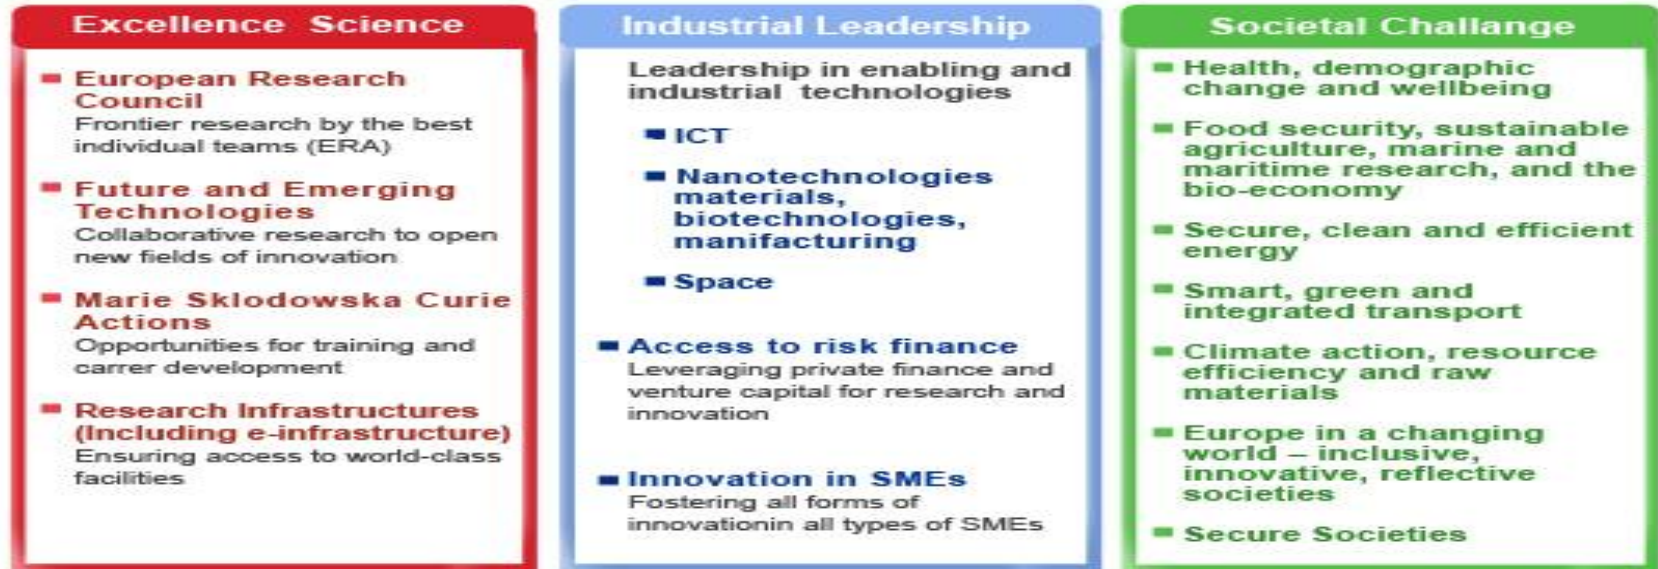 Excellence Science
European Research
Council
Frontier research by the best
individual teams (ERA)
Future and Emerging
Technologies
Collaborative research to open
new fields of innovation
Marie Sklodowska Curie
Actions
Opportunities for training and
carrer development
Research Infrastructures
(Including e-infrastructure)
Ensuring access to world-class
facilities
Industrial Leadership
Leadership in enabling and
industrial technologies
ICT
Nanotechnologies
materials,
biotechnologies,
manifacturing
Space
Access to risk finance
Leveraging private finance and
venture capital for research and
innovation
Innovation in SMEs
Fostering all forms of
innovationin all types of SMEs
Societal Challange
Health, demographic
change and wellbeing
Food security, sustainable
agriculture, marine and
maritime research, and the
bio-economy
Secure, clean and efficient
energy
Smart, green and
integrated transport
Climate action, resource
efficiency and raw
materials
Europe in a changing
world – inclusive,
innovative, reflective
societies
Secure Societies